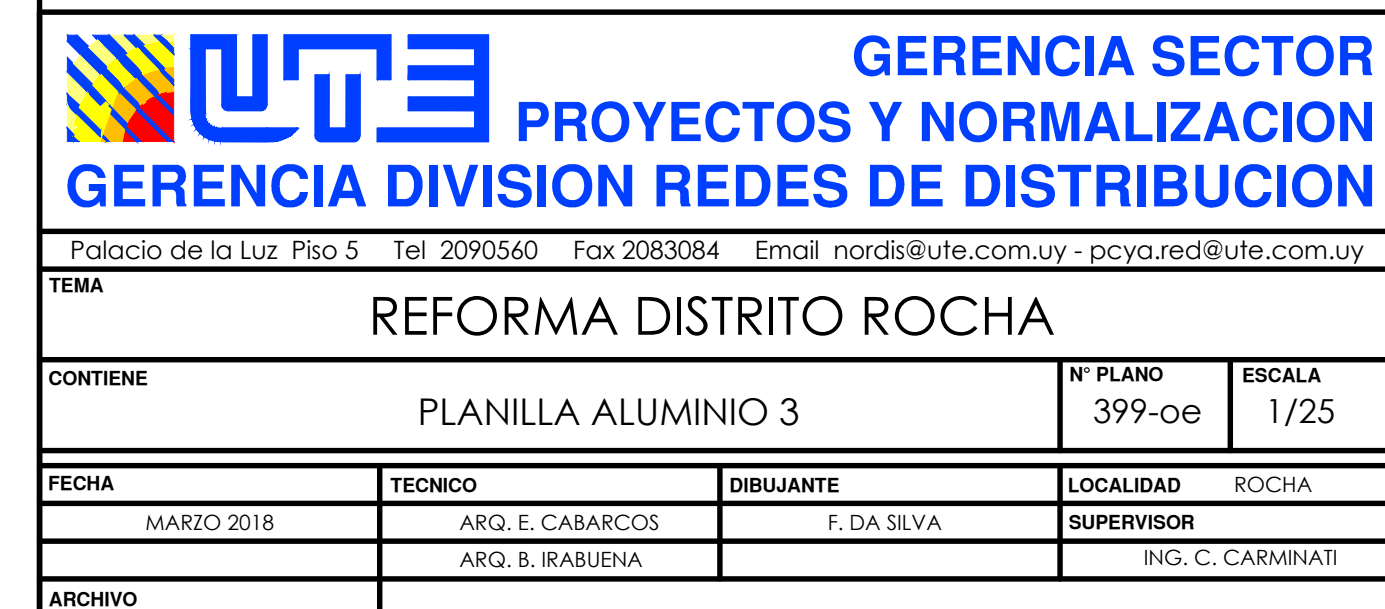 UTE
GERENCIA SECTOR
PROYECTOS Y NORMALIZACION
GERENCIA DIVISION REDES DE DISTRIBUCION
Palacio de la Luz Piso 5 Tel 2090560 Fax 2083084 Email nordis@ute.com.uy - pcya.red@ute.com.uy
TEMA
REFORMA DISTRITO ROCHA
CONTIENE
PLANILLA ALUMINIO 3
N° PLANO
399-oe
ESCALA
1/25
FECHA TECNICO DIBUJANTE LOCALIDAD ROCHA
MARZO 2018 ARQ. E. CABARCOS F. DA SILVA SUPERVISOR
ARQ. B. IRABUENA ING. C. CARMINATI
ARCHIVO